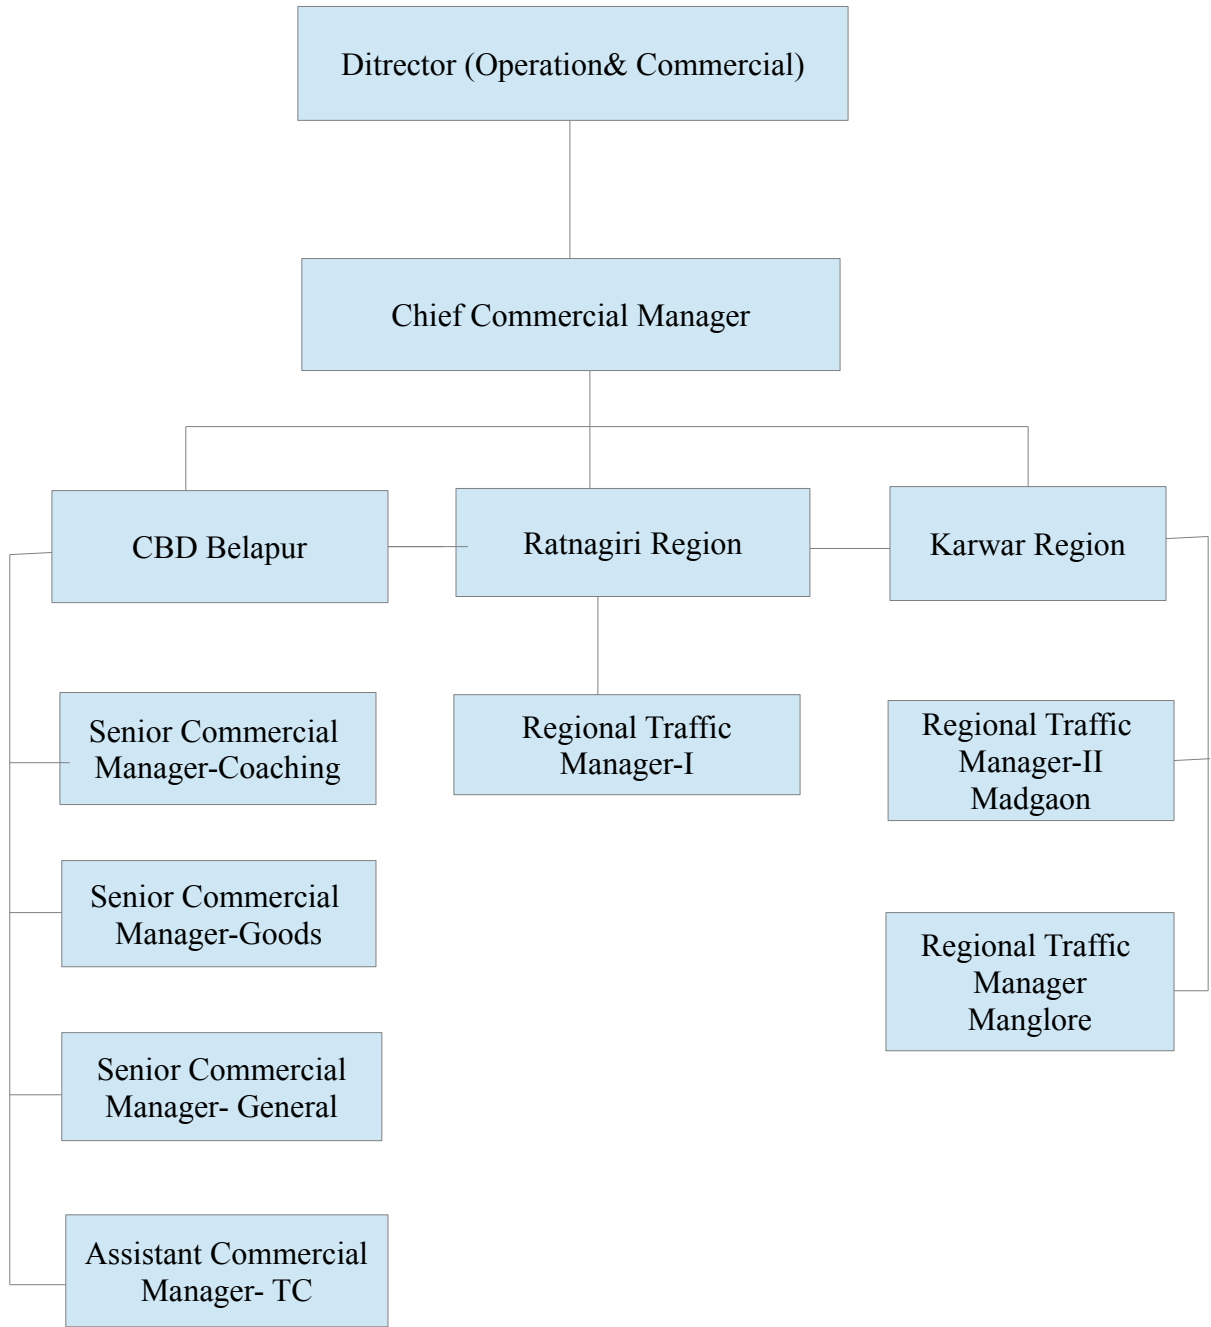 Ditrector (Operation& Commercial)
Chief Commercial Manager
CBD Belapur
Ratnagiri Region
Karwar Region
Senior Commercial
Manager-Coaching
Senior Commercial
Manager-Goods
Senior Commercial
Manager- General
Assistant Commercial
Manager- TC
Regional Traffic
Manager-I
Regional Traffic
Manager-II
Madgaon
Regional Traffic
Manager
Manglore